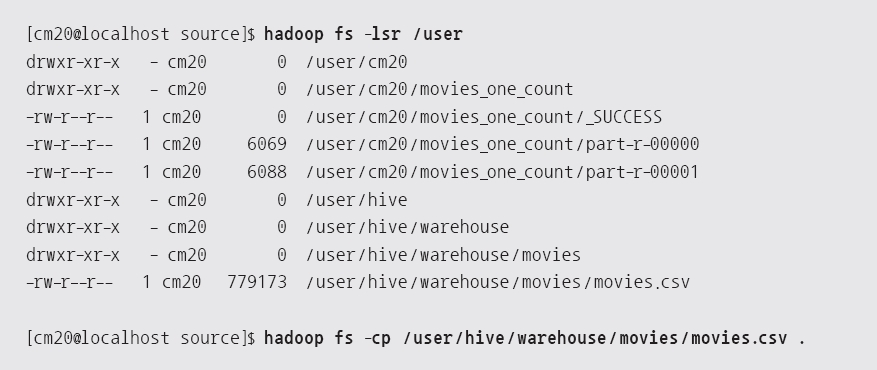 [cm20@localhost source]$ hadoop fs -lsr /user
drwxr-xr-x - cm20 0 /user/cm20
drwxr-xr-x - cm20 0 /user/cm20/movies_one_count
-rw-r--r-- 1 cm20 0 /user/cm20/movies_one_count/_SUCCESS
-rw-r--r-- 1 cm20 6069 /user/cm20/movies_one_count/part-r-00000
-rw-r--r-- 1 cm20 6088 /user/cm20/movies_one_count/part-r-00001
drwxr-xr-x - cm20 0 /user/hive
drwxr-xr-x - cm20 0 /user/hive/warehouse
drwxr-xr-x - cm20 0 /user/hive/warehouse/movies
-rw-r--r-- 1 cm20 779173 /user/hive/warehouse/movies/movies.csv
[cm20@localhost source]$ hadoop fs -cp /user/hive/warehouse/movies/movies.csv .